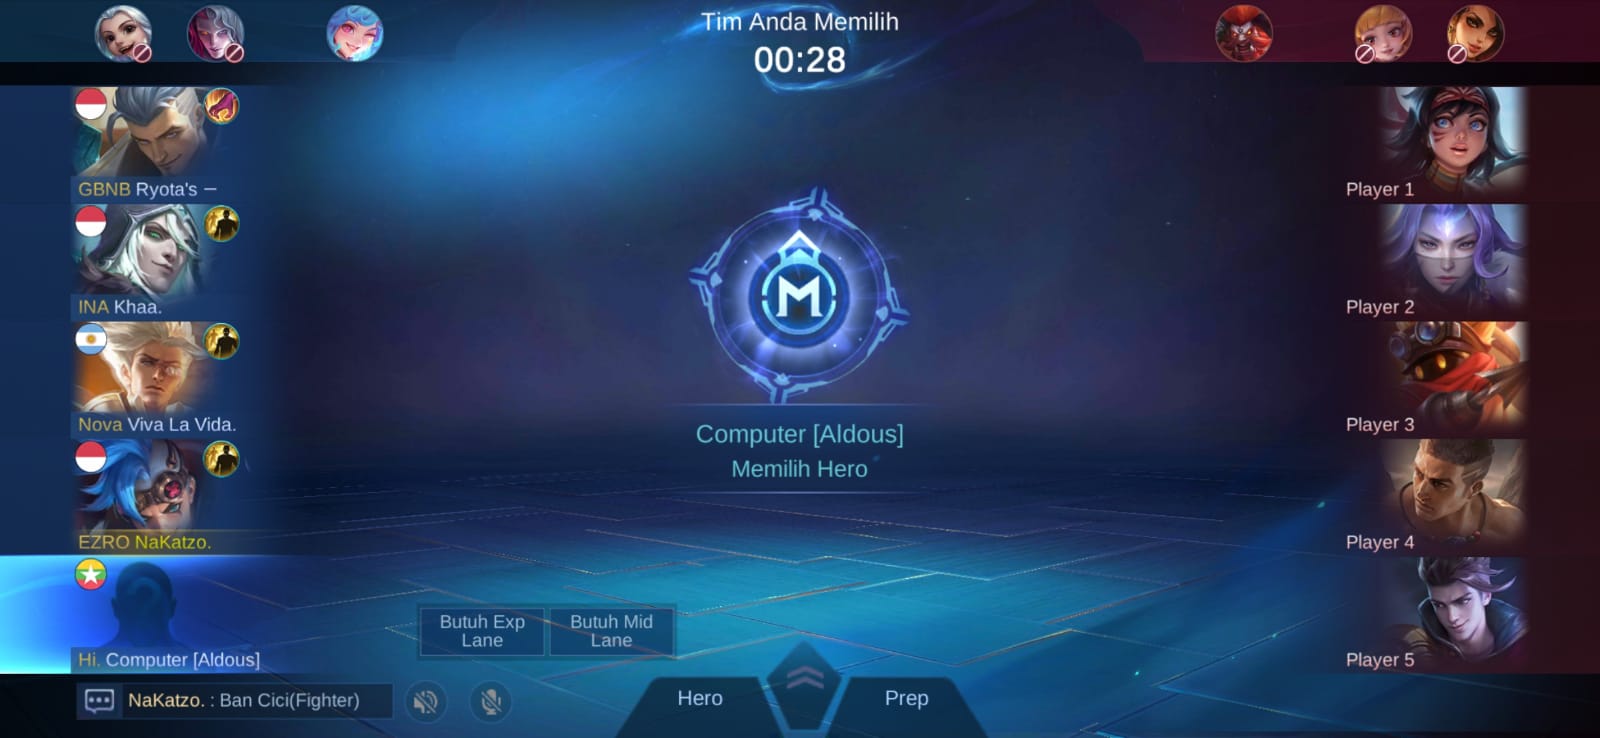 Tim Anda Memilih
00:28
GBNB Ryota's —
INA Khaa.
Nova Viva La Vida.
EZRO NaKatzo.
Hi. Computer [Aldous]
NaKatzo. : Ban Cici(Fighter)
M
Computer [Aldous]
Memilih Hero
Butuh Exp
Lane
Butuh Mid
Lane
Hero
Prep
Player 1
Player 2
Player 3
Player 4
Player 5